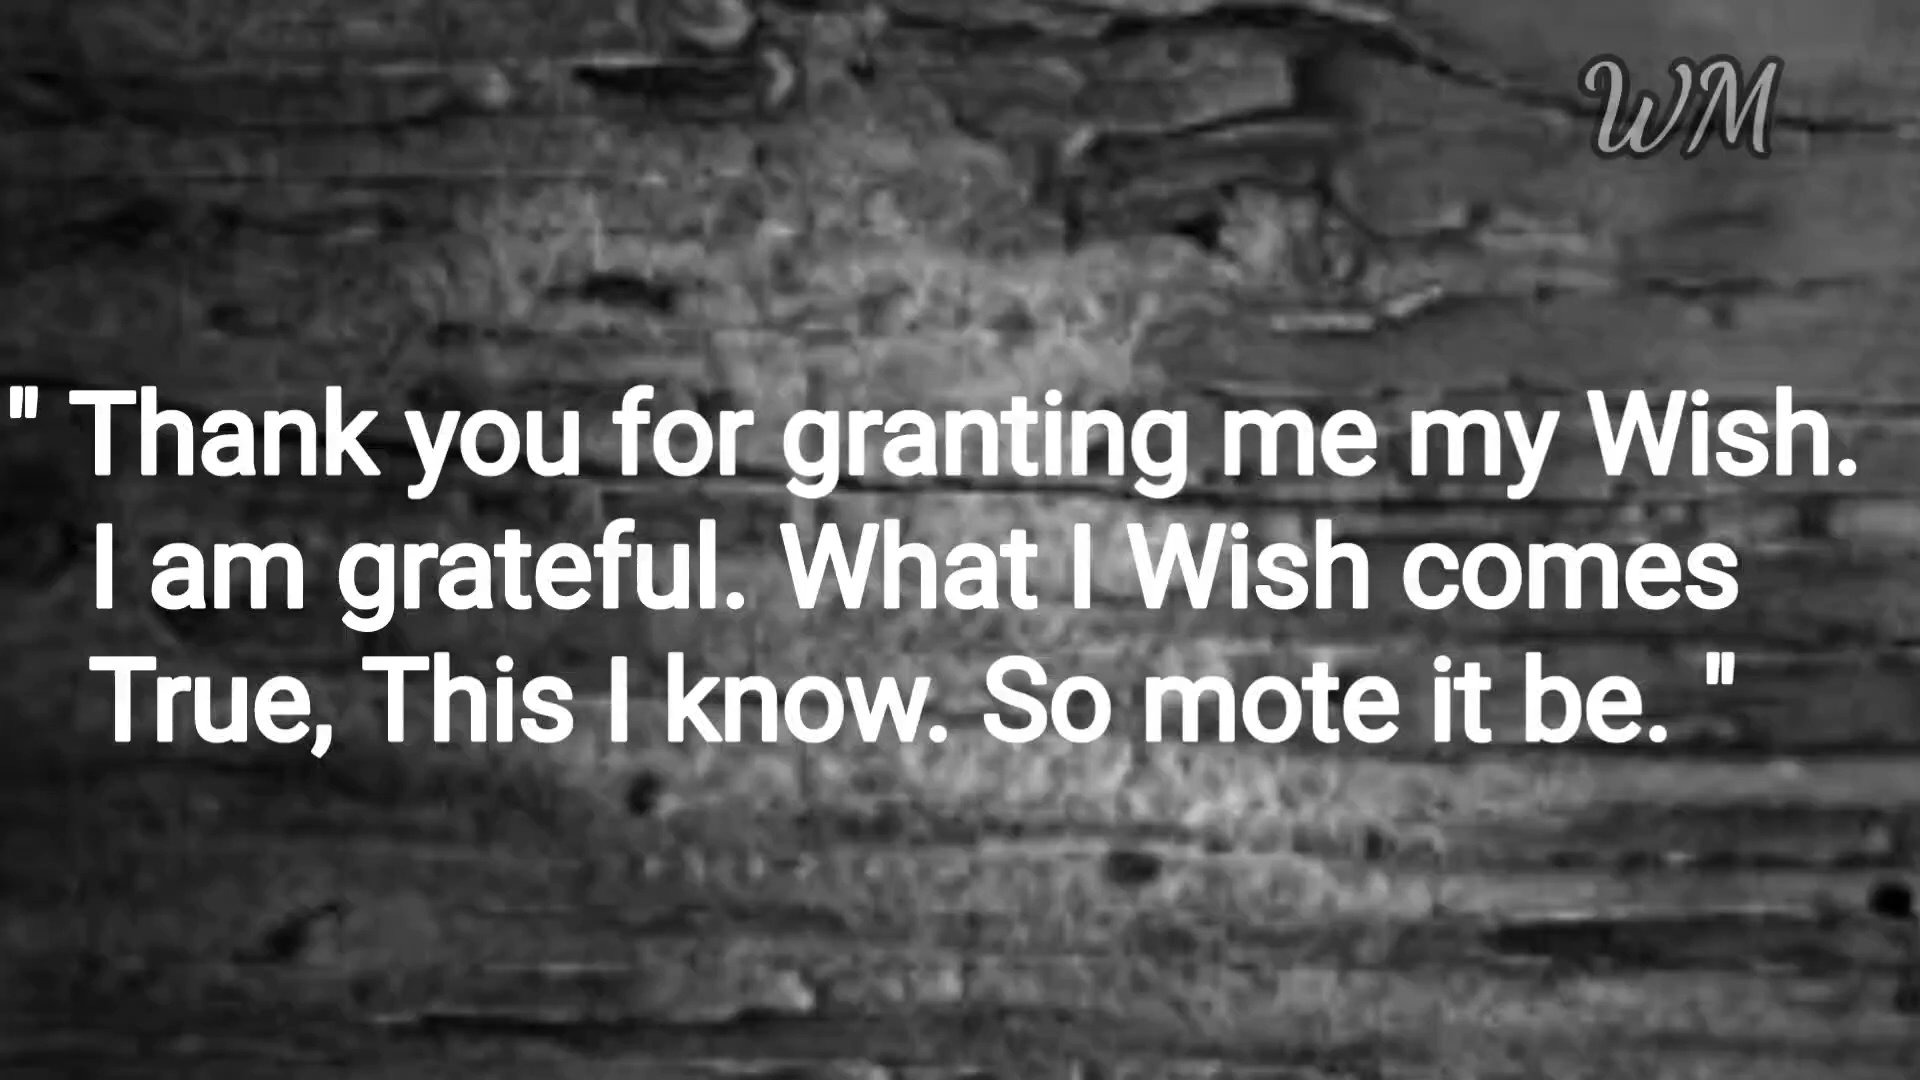 WM
" Thank you for granting me my Wish.
I am grateful. What I Wish comes
True, This I know. So mote it be. "